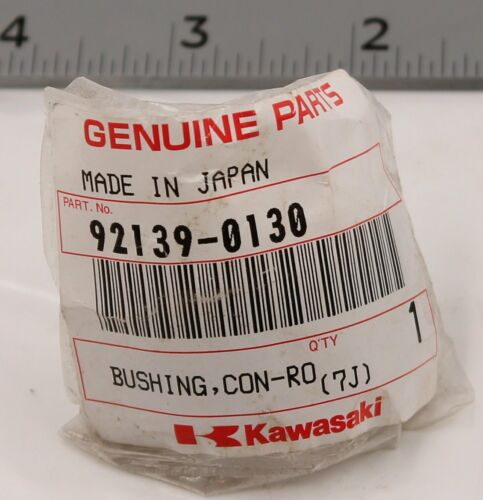 4 3 2
GENUINE PARTS
MADE IN JAPAN
PART. No.
92139-0130
Q'TY 1
BUSHING,CON-RO(7J)
Kawasaki